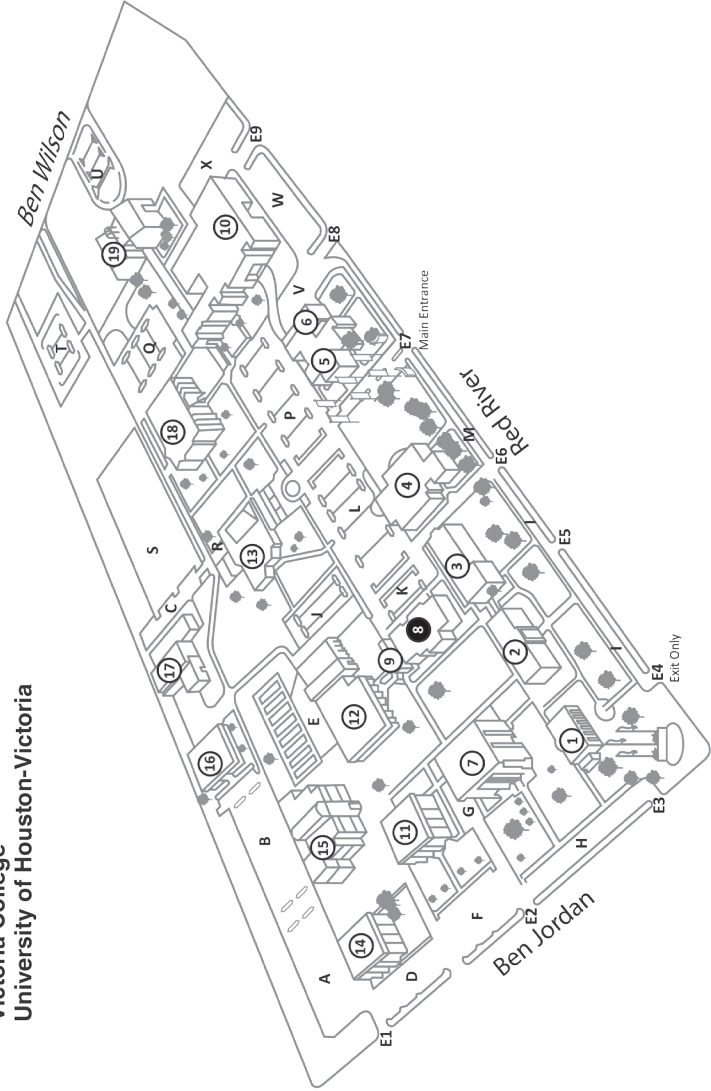 Victoria College
University of Houston-Victoria
Ben Wilson
Ben Jordan
Red River
E1
E2
E3
E4
Exit Only
E5
E6
E7
Main Entrance
E8
E9
A
B
C
D
E
F
G
H
I
I
J
K
L
M
P
Q
R
S
T
U
V
W
X
1
2
3
4
5
6
7
8
9
10
11
12
13
14
15
16
17
18
19